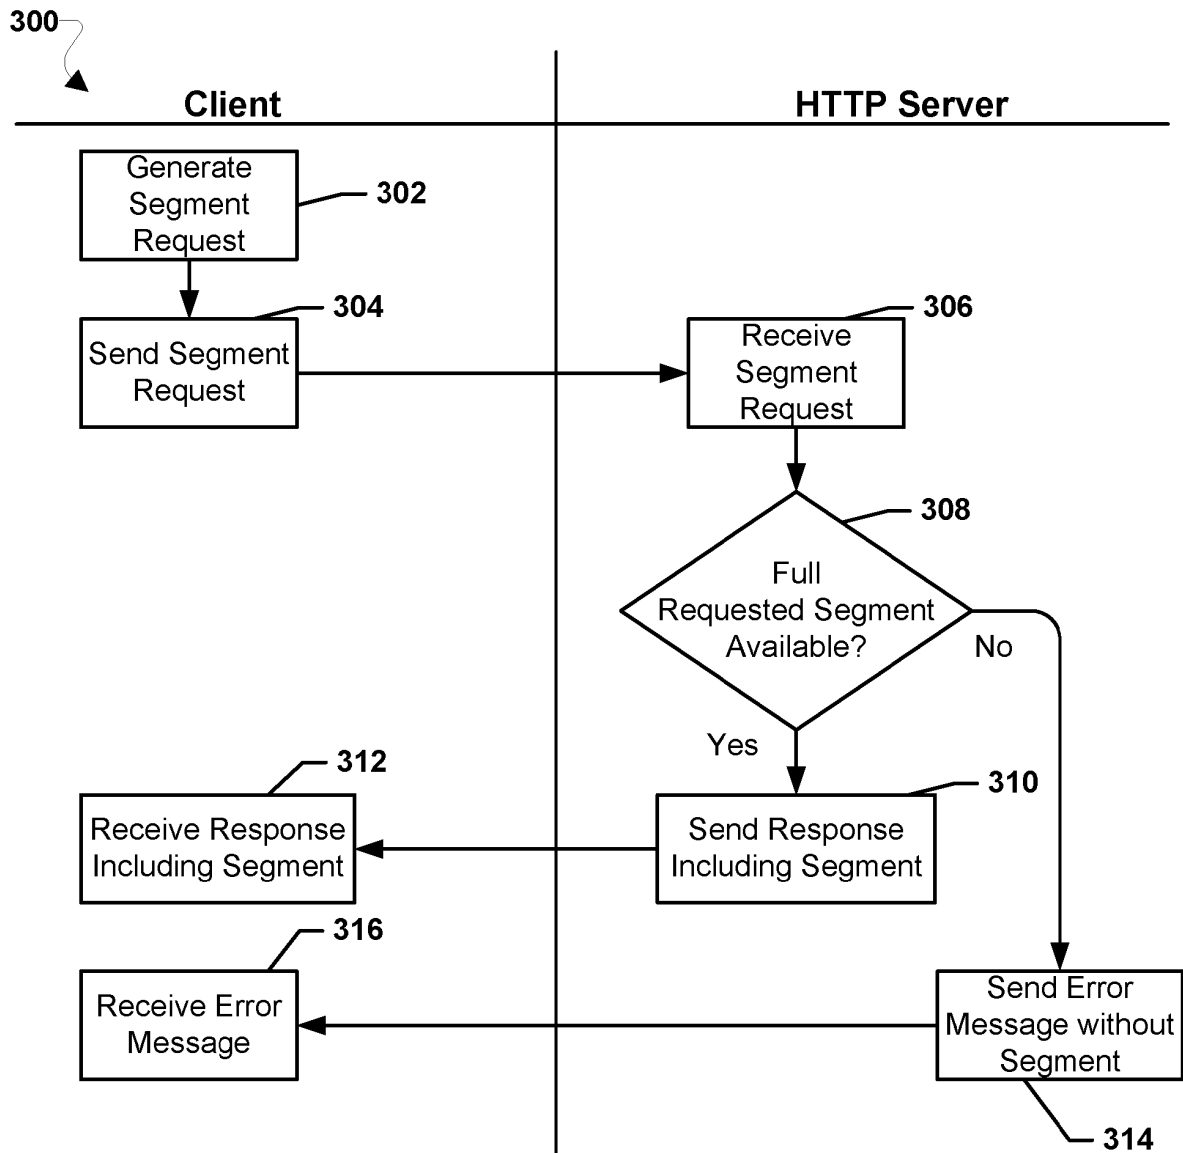 300
Client
HTTP Server
Generate
Segment
Request
302
304
Send Segment
Request
306
Receive
Segment
Request
308
Full
Requested Segment
Available?
No
Yes
312
Receive Response
Including Segment
310
Send Response
Including Segment
316
Receive Error
Message
Send Error
Message without
Segment
314